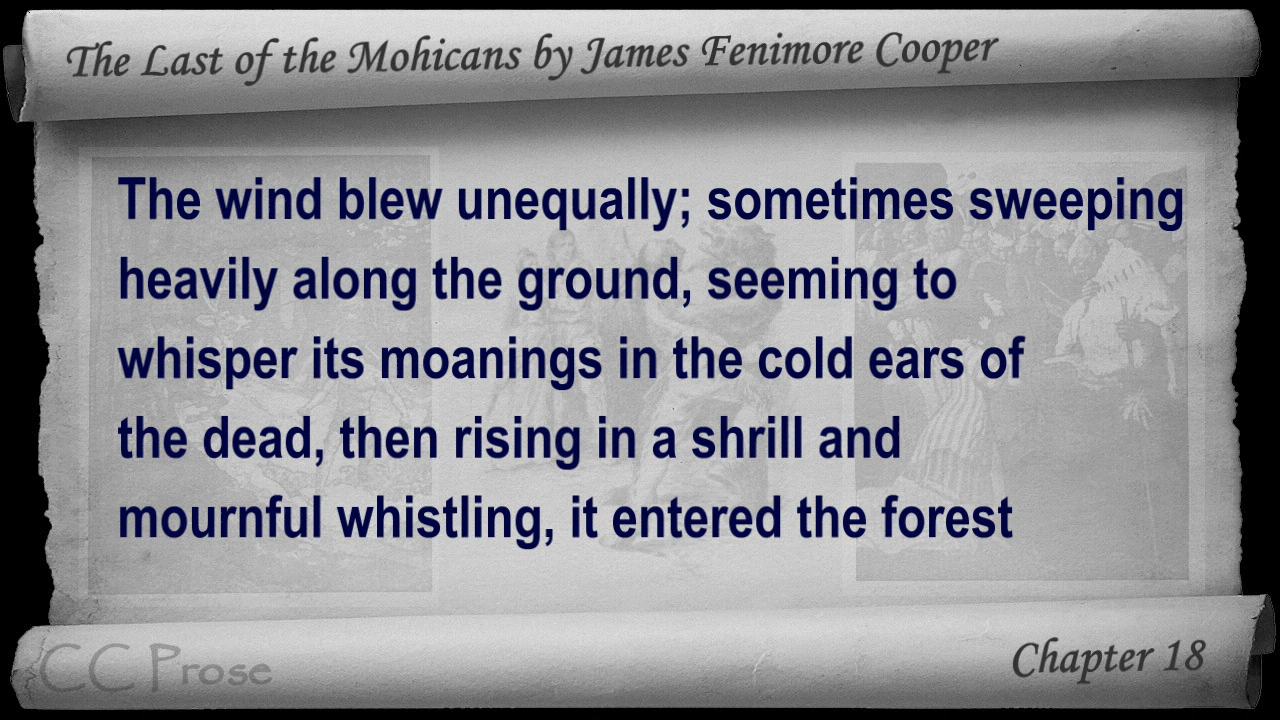 The Last of the Mohicans by James Fenimore Cooper
The wind blew unequally; sometimes sweeping
heavily along the ground, seeming to
whisper its moanings in the cold ears of
the dead, then rising in a shrill and
mournful whistling, it entered the forest
CC Prose
Chapter 18